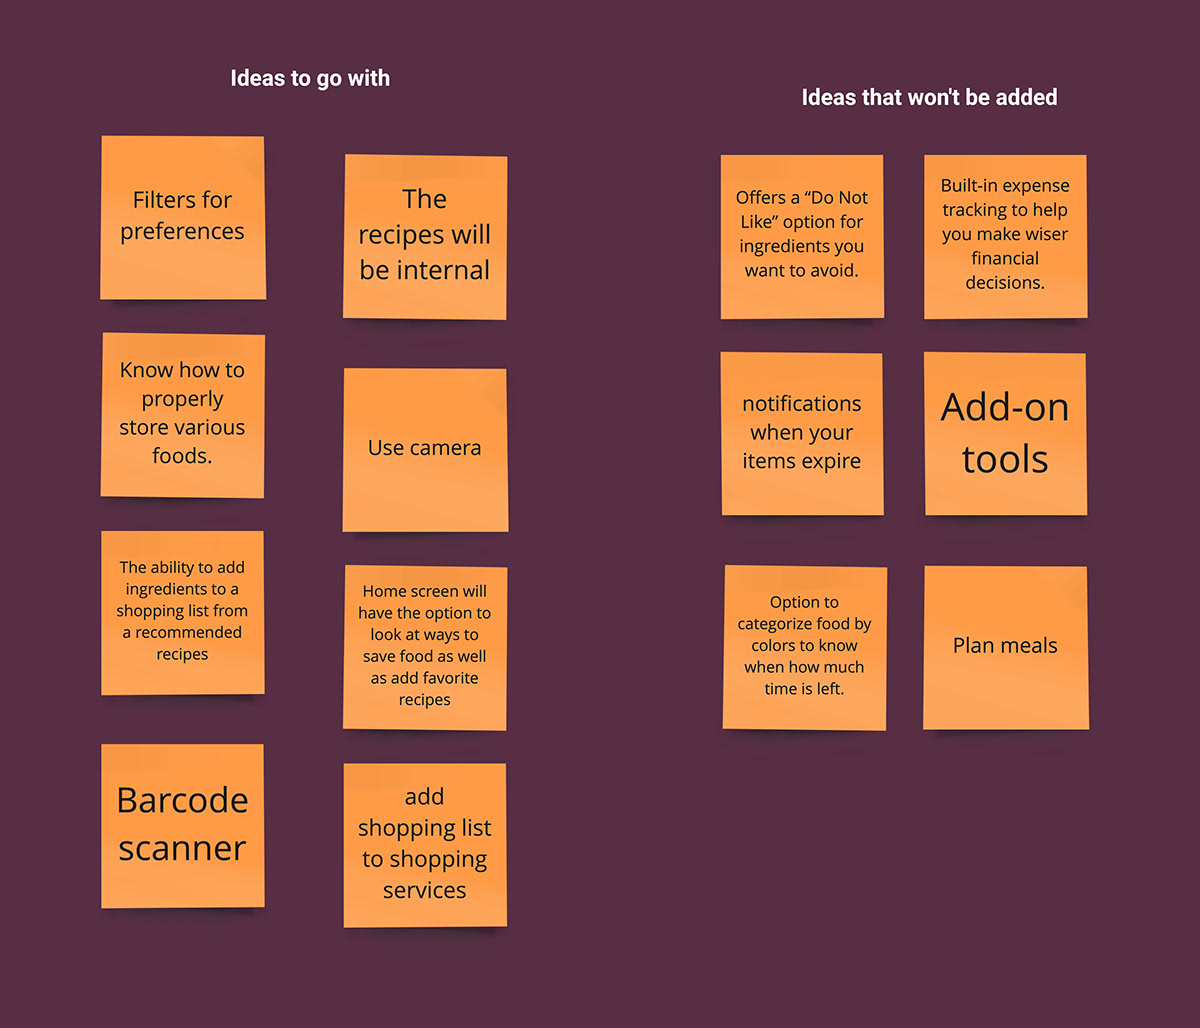 Ideas to go with
Filters for
preferences
The
recipes will
be internal
Know how to
properly
store various
foods.
Use camera
The ability to add
ingredients to a
shopping list from
a recommended
recipes
Home screen will
have the option to
look at ways to
save food as well
as add favorite
recipes
Barcode
scanner
add
shopping list
to shopping
services
Ideas that won't be added
Offers a “Do Not
Like” option for
ingredients you
want to avoid.
Built-in expense
tracking to help
you make wiser
financial
decisions.
notifications
when your
items expire
Add-on
tools
Option to
categorize food by
colors to know
when how much
time is left.
Plan meals